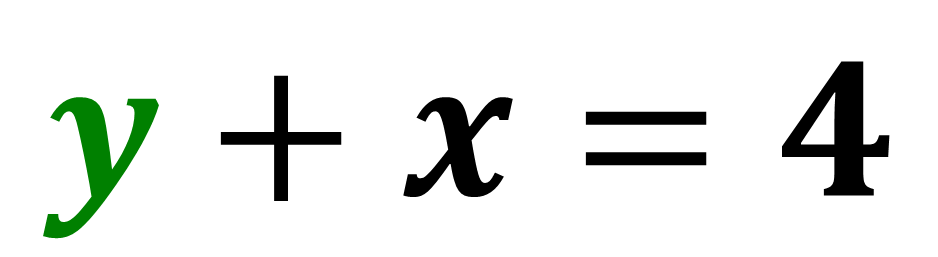 y + x = 4